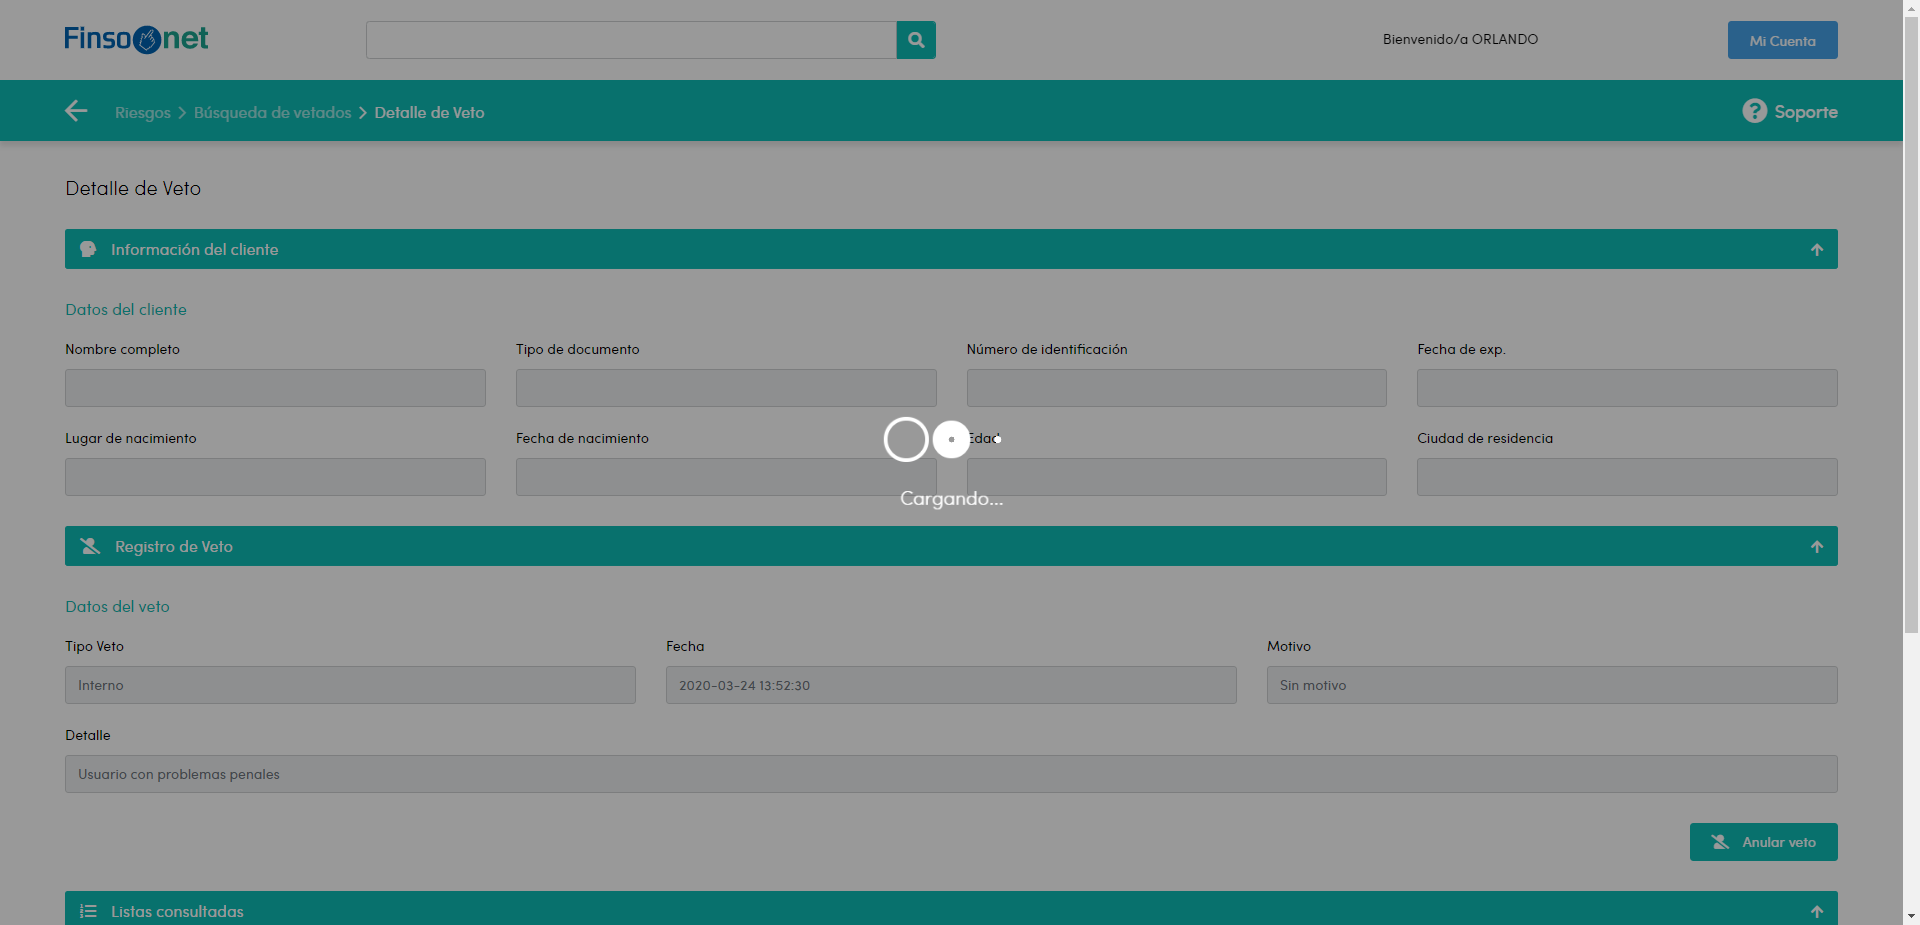 Finsonet
Bienvenido/a ORLANDO
Mi Cuenta
Riesgos > Búsqueda de vetados > Detalle de Veto
Soporte
Detalle de Veto
Información del cliente
Datos del cliente
Nombre completo
Tipo de documento
Número de identificación
Fecha de exp.
Lugar de nacimiento
Fecha de nacimiento
Edad
Ciudad de residencia
Cargando...
Registro de Veto
Datos del veto
Tipo Veto
Fecha
Motivo
Interno
2020-03-24 13:52:30
Sin motivo
Detalle
Usuario con problemas penales
Anular veto
Listas consultadas